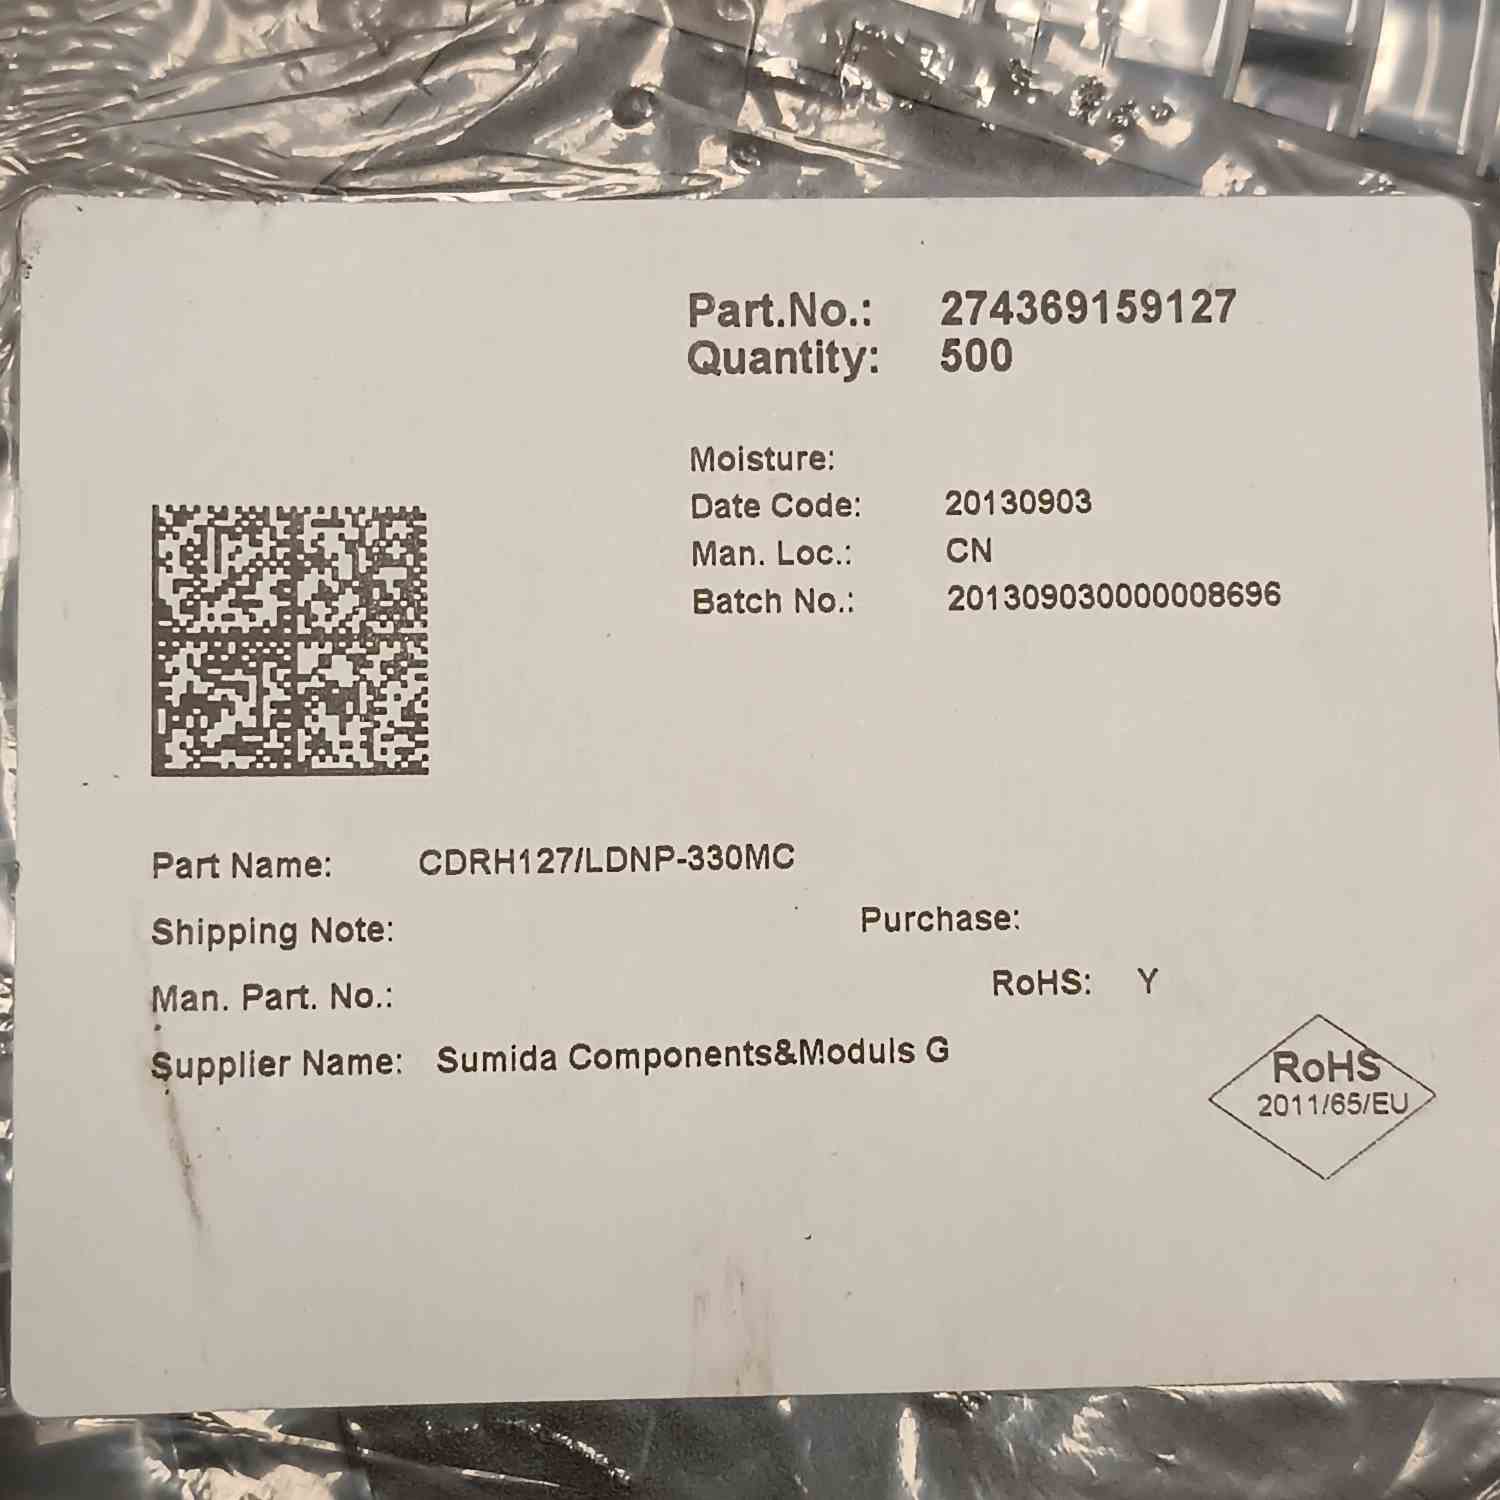 Part.No.: 274369159127
Quantity: 500
Moisture:
Date Code: 20130903
Man. Loc.: CN
Batch No.: 201309030000008696
Part Name: CDRH127/LDNP-330MC
Shipping Note:
Purchase:
Man. Part. No.:
RoHS: Y
Supplier Name: Sumida Components&Moduls G
RoHS
2011/65/EU